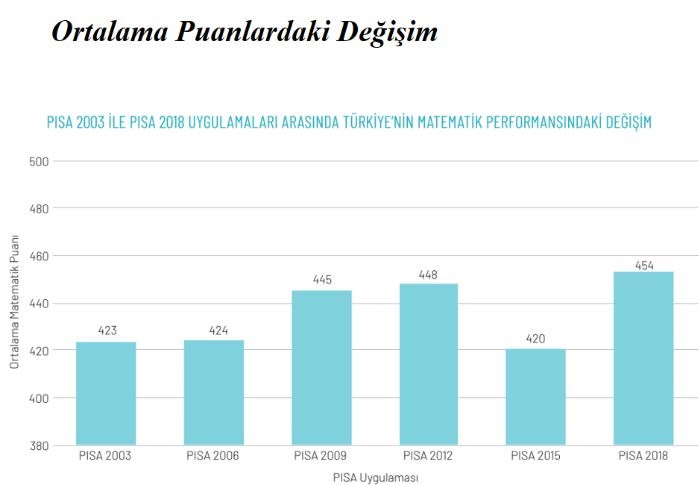 Ortalama Puanlardaki Değişim
PISA 2003 İLE PISA 2018 UYGULAMALARI ARASINDA TÜRKİYE'NİN MATEMATİK PERFORMANSINDAKİ DEĞİŞİM
500
480
460
440
420
400
380
Ortalama Matematik Puanı
423
424
445
448
420
454
PISA 2003
PISA 2006
PISA 2009
PISA 2012
PISA 2015
PISA 2018
PISA Uygulaması